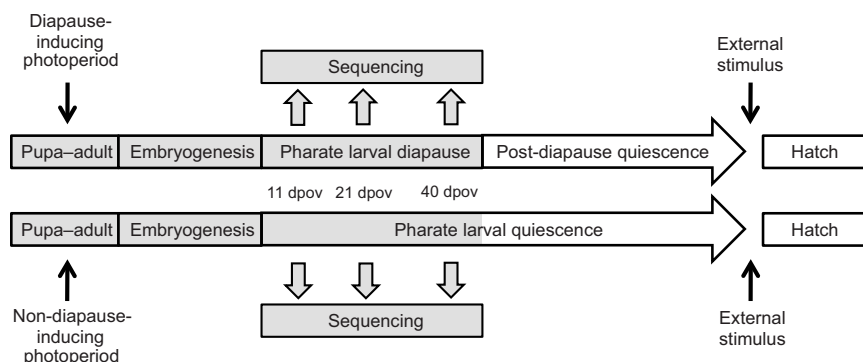 Diapause-
inducing
photoperiod
External
stimulus
Sequencing
Pupa–adult
Embryogenesis
Pharate larval diapause
Post-diapause quiescence
Hatch
11 dpov
21 dpov
40 dpov
Pupa–adult
Embryogenesis
Pharate larval quiescence
Hatch
Sequencing
Non-diapause-
inducing
photoperiod
External
stimulus